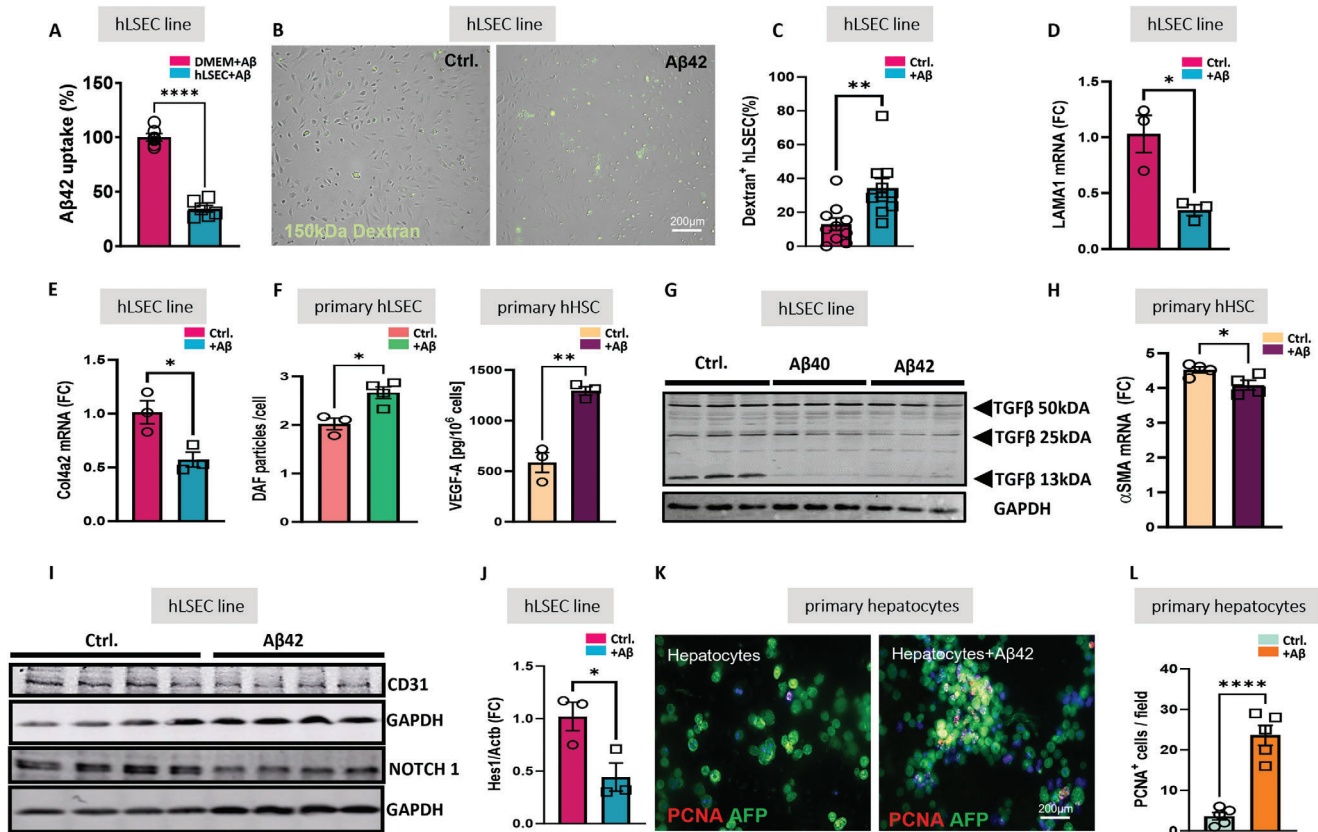 A
hLSEC line
DMEM+Aβ
hLSEC+Aβ
Aβ42 uptake (%)
150
100
50
0
****
B
hLSEC line
Ctrl.
Aβ42
150kDa Dextran
200μm
C
hLSEC line
Ctrl.
+Aβ
Dextran+ hLSEC(%)
100
80
60
40
20
0
**
D
hLSEC line
Ctrl.
+Aβ
LAMA1 mRNA (FC)
1.5
1.0
0.5
0.0
*
E
hLSEC line
Ctrl.
+Aβ
Col4a2 mRNA (FC)
1.5
1.0
0.5
0.0
*
F
primary hLSEC
Ctrl.
+Aβ
DAF particles /cell
3
2
1
0
*
primary hHSC
Ctrl.
+Aβ
VEGF-A [pg/10⁶ cells]
1500
1000
500
0
**
G
hLSEC line
Ctrl.
Aβ40
Aβ42
TGFβ 50kDA
TGFβ 25kDA
TGFβ 13kDA
GAPDH
H
primary hHSC
Ctrl.
+Aβ
αSMA mRNA (FC)
5
4
3
2
1
0
*
I
hLSEC line
Ctrl.
Aβ42
CD31
GAPDH
NOTCH 1
GAPDH
J
hLSEC line
Ctrl.
+Aβ
Hes1/Actb (FC)
1.5
1.0
0.5
0.0
*
K
primary hepatocytes
Hepatocytes
PCNA AFP
Hepatocytes+Aβ42
PCNA AFP
200μm
L
primary hepatocytes
Ctrl.
+Aβ
PCNA+ cells / field
40
30
20
10
0
****